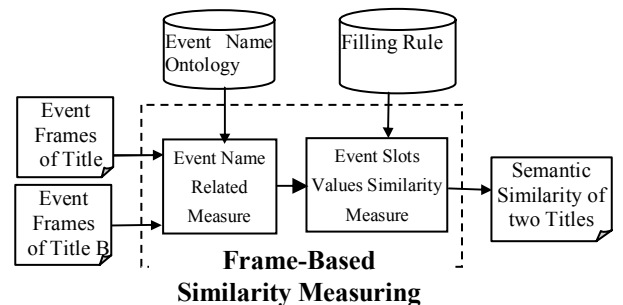 Event Name
Ontology
Filling Rule
Event
Frames
of Title
Event
Frames
of Title B
Event Name
Related
Measure
Event Slots
Values Similarity
Measure
Semantic
Similarity of
two Titles
Frame-Based
Similarity Measuring